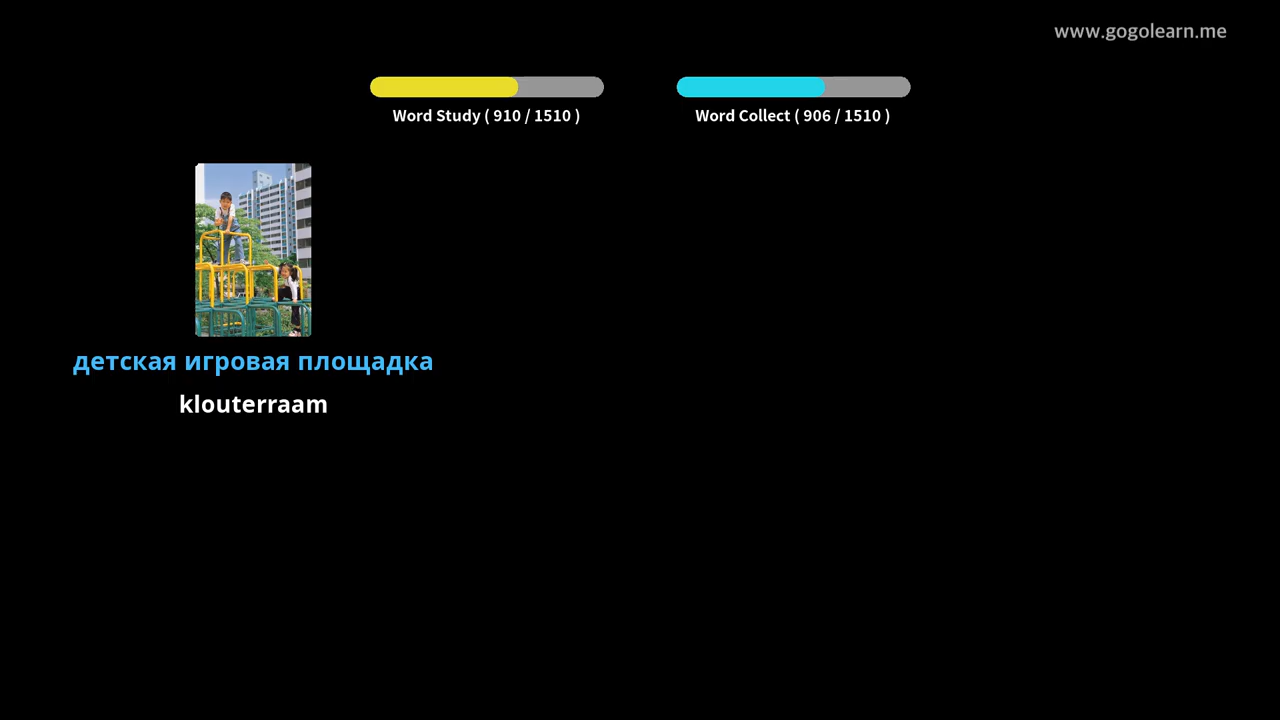 www.gogolearn.me
Word Study ( 910 / 1510 )
Word Collect ( 906 / 1510 )
детская игровая площадка
klouterraam